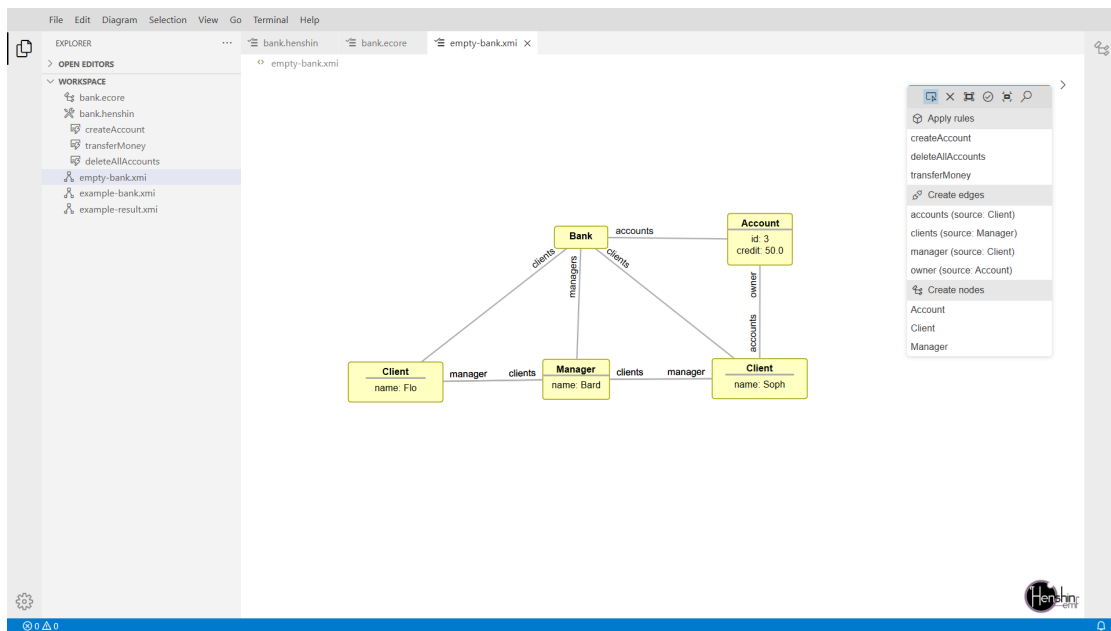 File Edit Diagram Selection View Go Terminal Help
EXPLORER
bank.henshin
bank.ecore
empty-bank.xmi
empty-bank.xmi
OPEN EDITORS
WORKSPACE
bank.ecore
bank.henshin
createAccount
transferMoney
deleteAllAccounts
empty-bank.xmi
example-bank.xmi
example-result.xmi
Bank
accounts
Account
id: 3
credit: 50.0
clients
managers
clients
owner
accounts
Client
name: Flo
manager
clients
Manager
name: Bard
clients
manager
Client
name: Soph
Apply rules
createAccount
deleteAllAccounts
transferMoney
Create edges
accounts (source: Client)
clients (source: Manager)
manager (source: Client)
owner (source: Account)
Create nodes
Account
Client
Manager
Henshin
emf
0 0